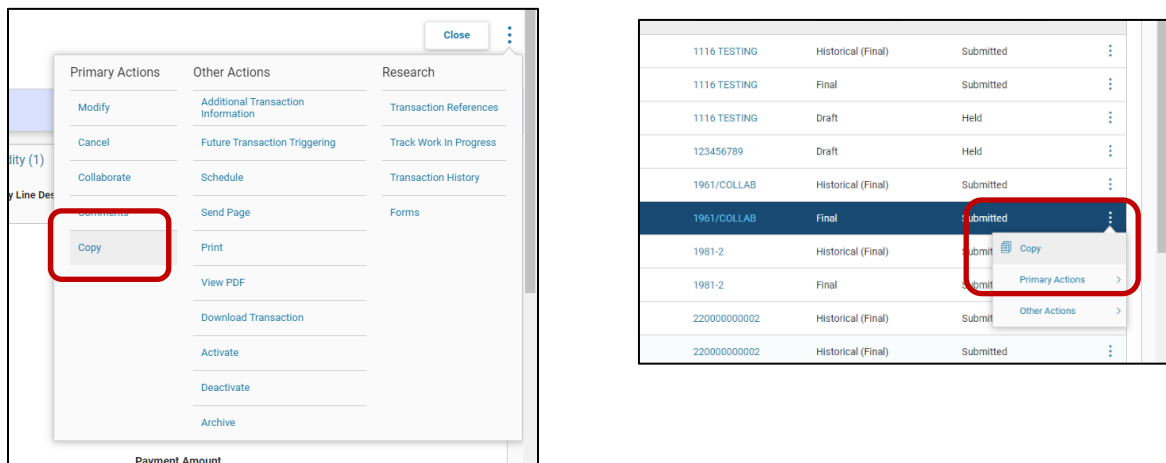 Close
Primary Actions Other Actions Research
Modify Additional Transaction Information Transaction References
Cancel Future Transaction Triggering Track Work In Progress
dity (1)
Collaborate Schedule Transaction History
y Line Des
Comments Send Page Forms
Copy Print
View PDF
Download Transaction
Activate
Deactivate
Archive
Payment Amount
1116 TESTING Historical (Final) Submitted
1116 TESTING Final Submitted
1116 TESTING Draft Held
123456789 Draft Held
1961/COLLAB Historical (Final) Submitted
1961/COLLAB Final Submitted
Copy
1981-2 Historical (Final) Submit
Primary Actions
1981-2 Final Submit
Other Actions
220000000002 Historical (Final) Submit
220000000002 Historical (Final) Submitted